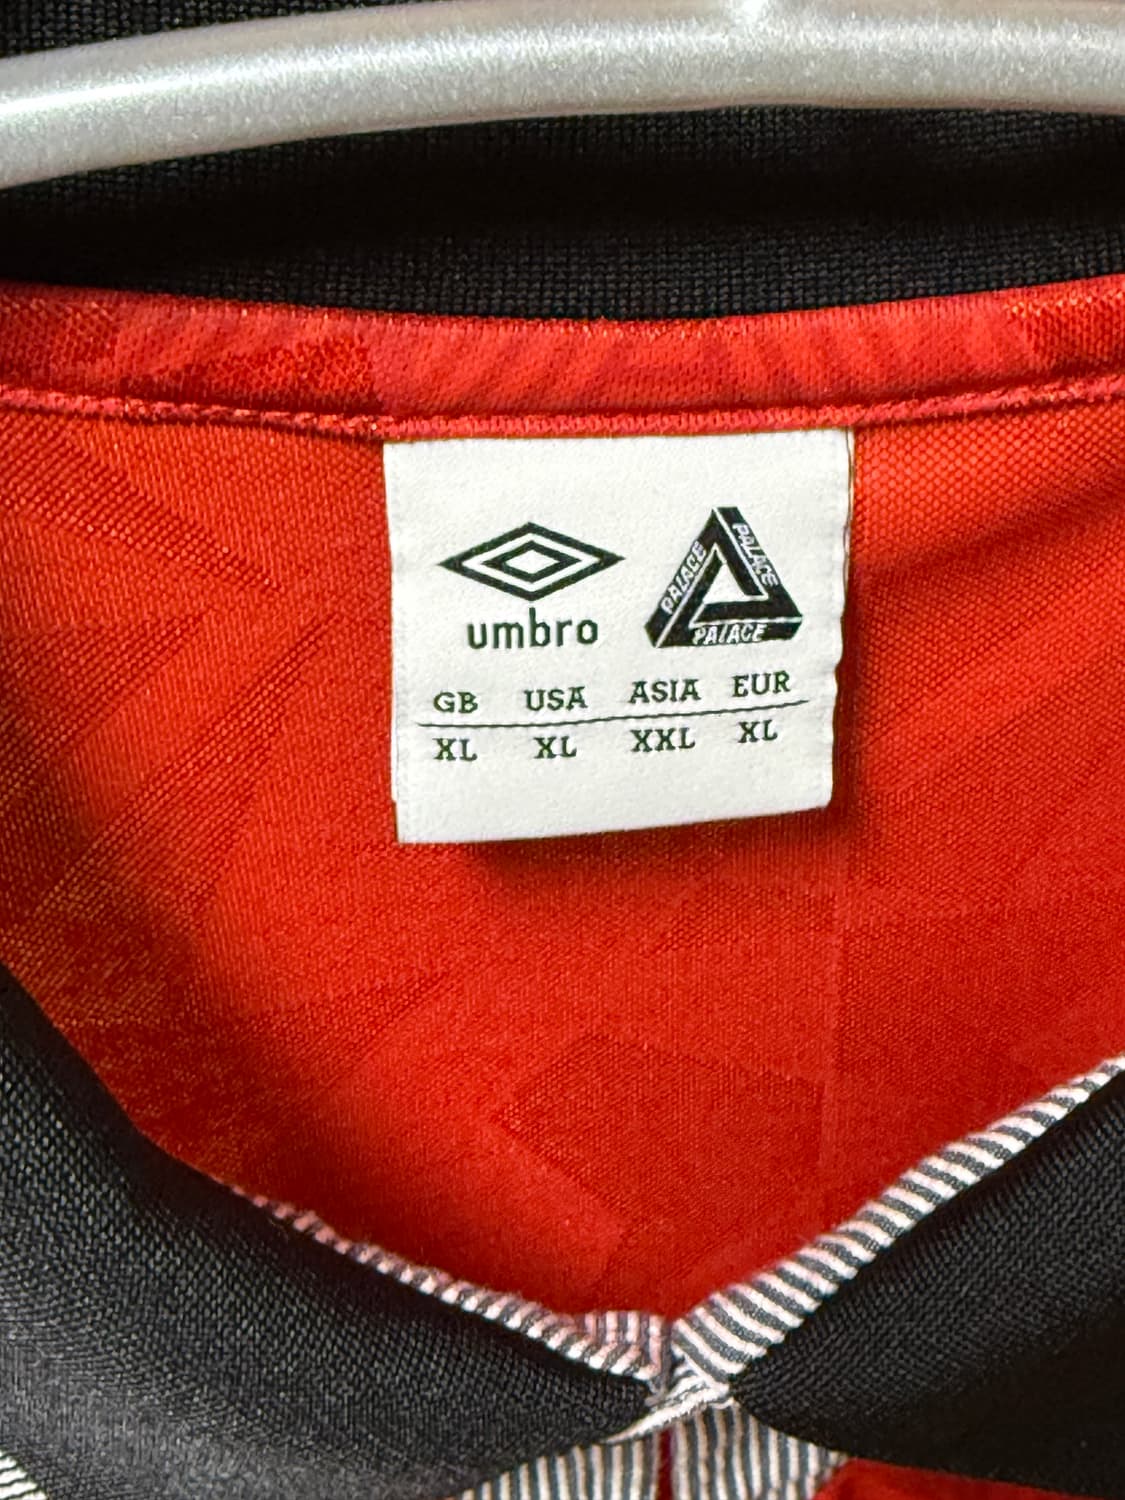 PALACE PALACE
PALACE
umbro
GB USA ASIA EUR
XL XL XXL XL